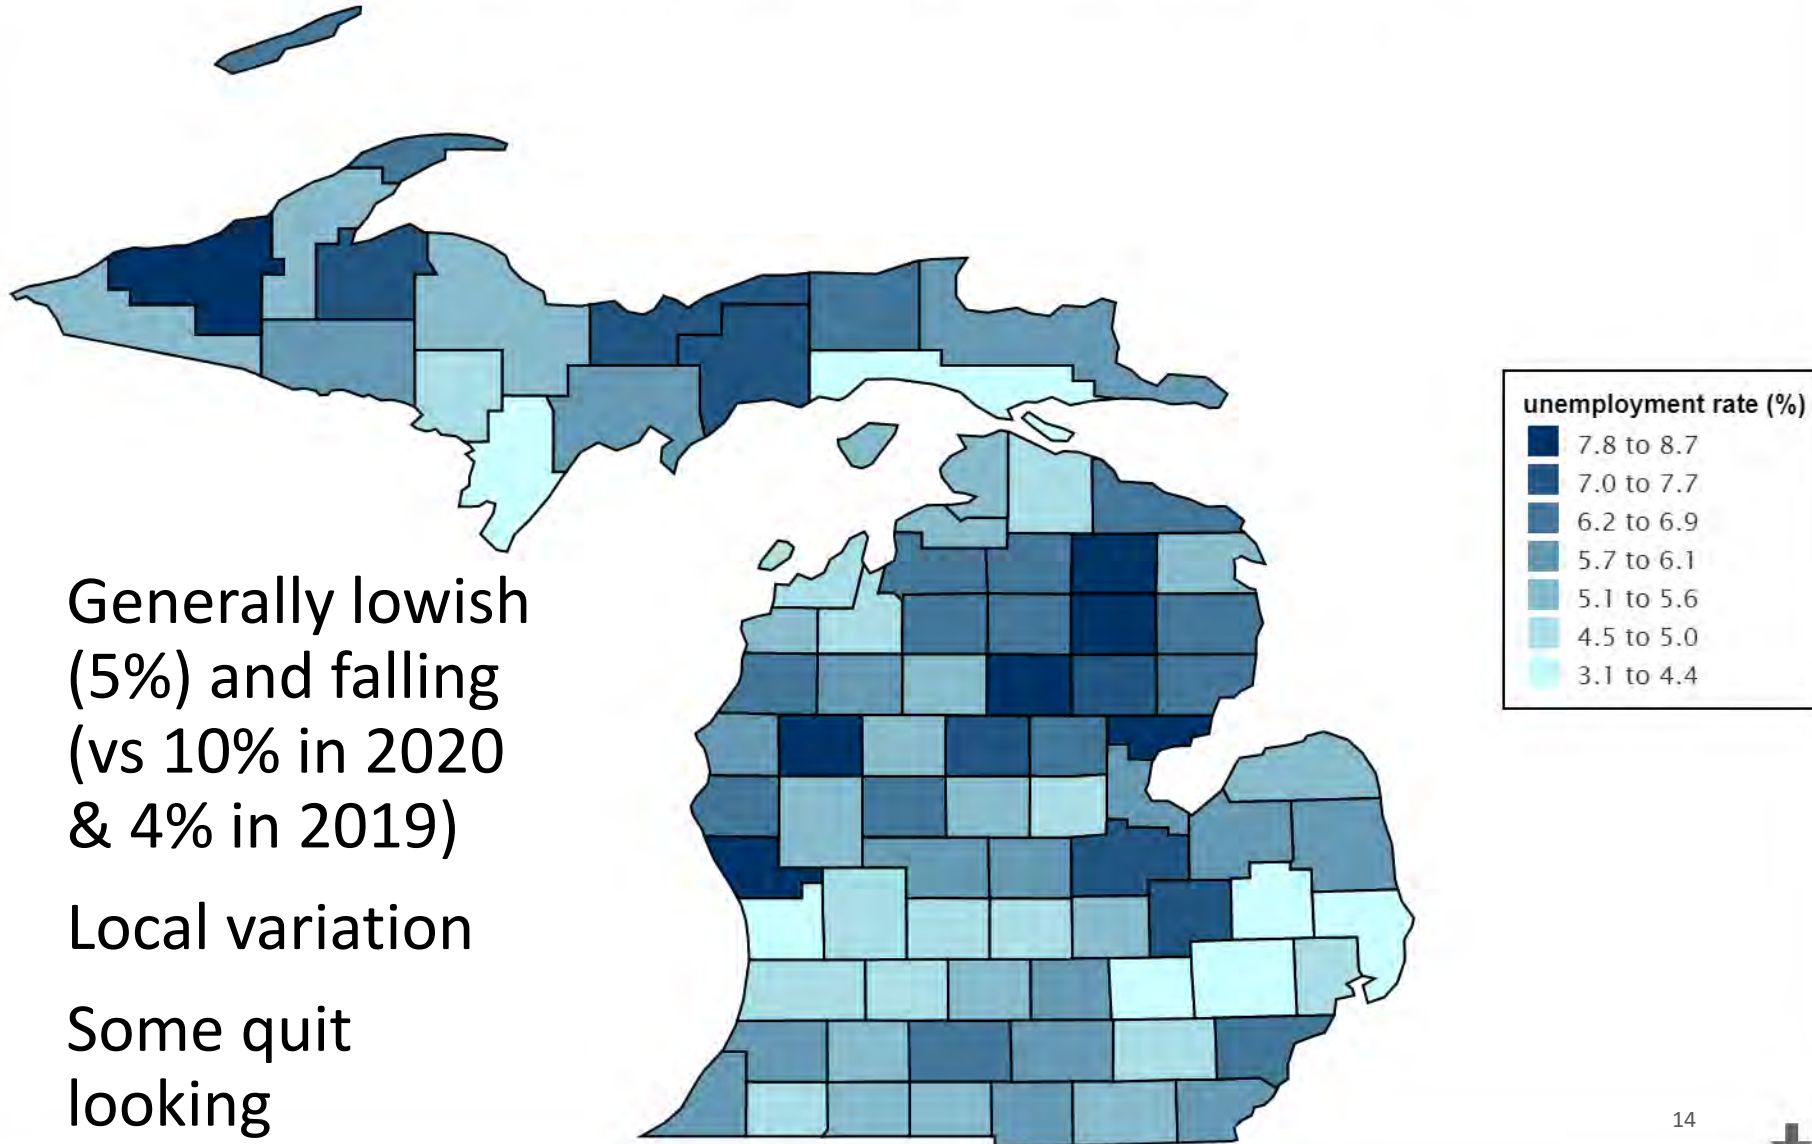 Generally lowish
(5%) and falling
(vs 10% in 2020
& 4% in 2019)
Local variation
Some quit
looking
unemployment rate (%)
7.8 to 8.7
7.0 to 7.7
6.2 to 6.9
5.7 to 6.1
5.1 to 5.6
4.5 to 5.0
3.1 to 4.4
14